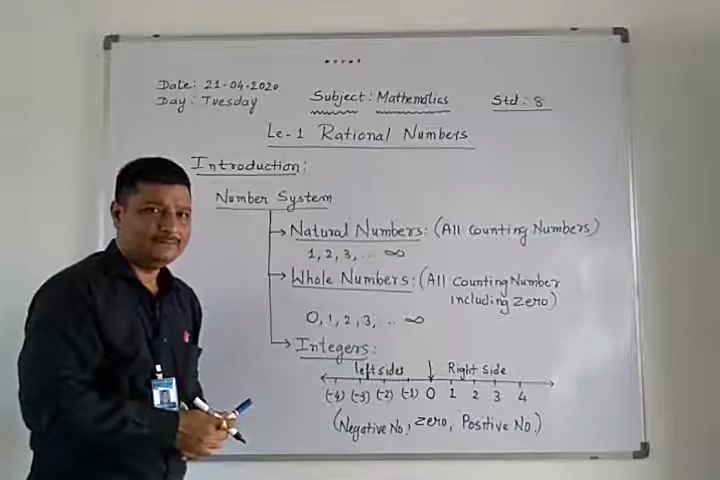 Date: 21-04-2020
Day: Tuesday
Subject: Mathematics
Std: 8
Le-1 Rational Numbers
Introduction:
Number System
Natural Numbers: (All counting Numbers)
1, 2, 3, .. ∞
Whole Numbers: (All counting Number
including zero)
0, 1, 2, 3, .. ∞
Integers:
left sides Right Side
(-4) (-3) (-2) (-1) 0 1 2 3 4
(Negative No, zero, Positive No.)